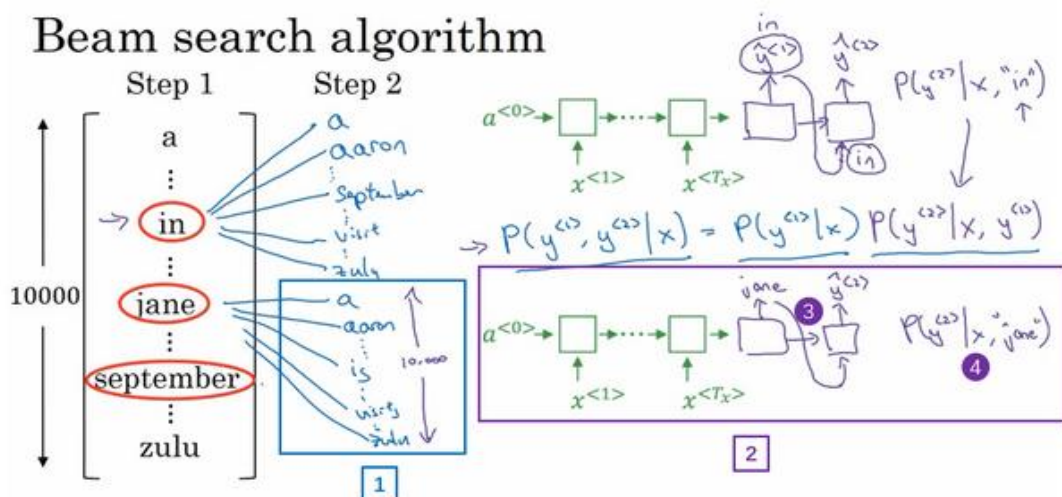 Beam search algorithm
Step 1
Step 2
10000
a
in
jane
september
zulu
a
aaron
september
visit
zulu
a
aaron
is
visits
zulu
10,000
1
a<0>
x<1>
x<Tx>
in
ŷ<1>
ŷ<2>
in
P(y<2>|x, "in")
P(y<1>, y<2>|x) = P(y<1>|x) P(y<2>|x, y<1>)
a<0>
x<1>
x<Tx>
jane
ŷ<2>
3
P(y<2>|x, "jane")
4
2